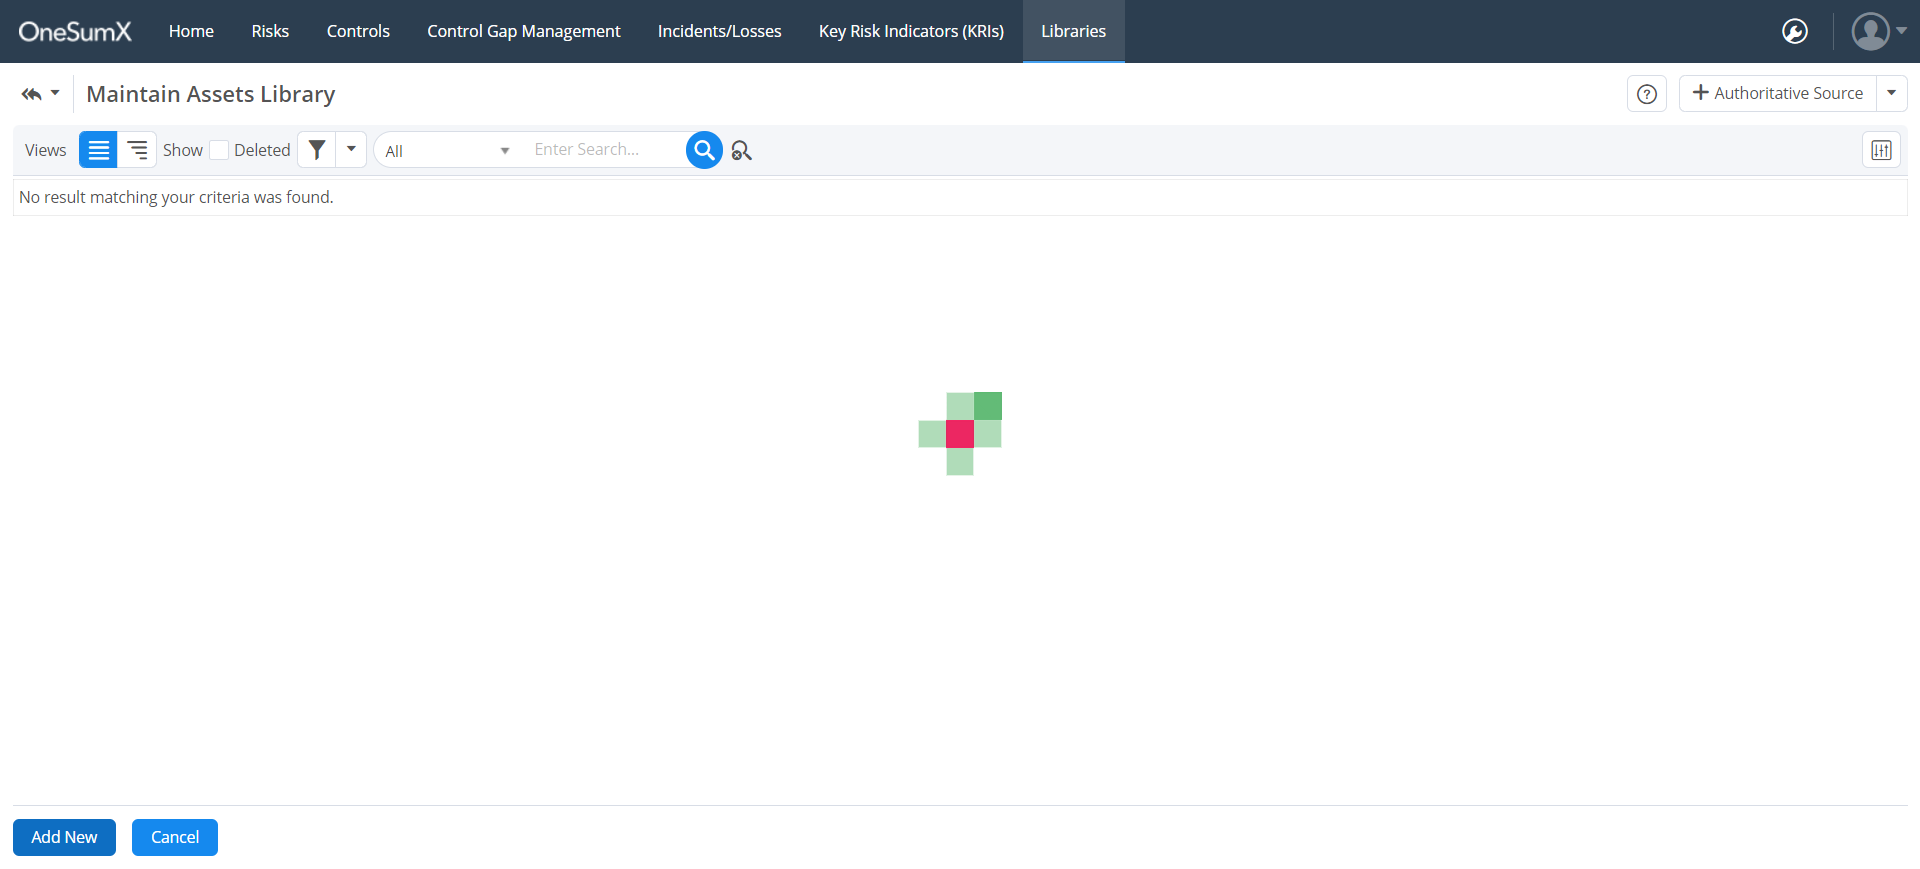 OneSumX Home Risks Controls Control Gap Management Incidents/Losses Key Risk Indicators (KRIs) Libraries
Maintain Assets Library Authoritative Source
Views Show Deleted All Enter Search...
No result matching your criteria was found.
Add New Cancel